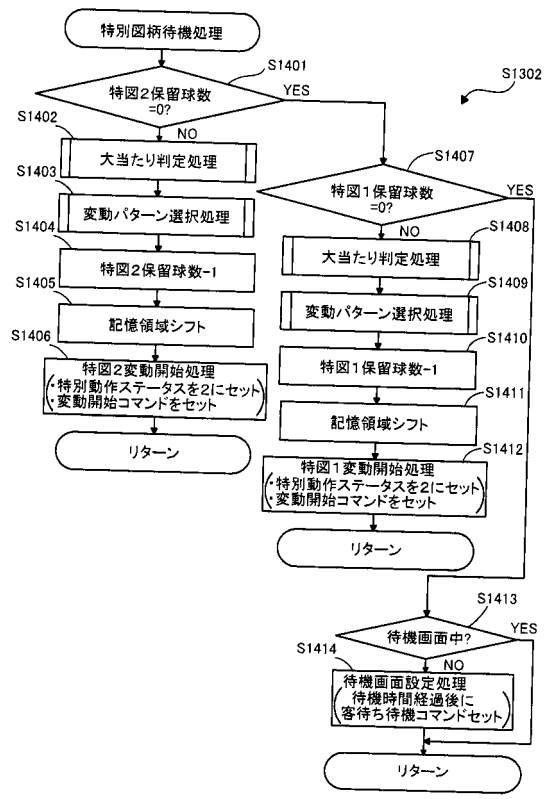 特別図柄待機処理
S1401
S1302
特図2保留球数
=0?
YES
NO
S1402
大当たり判定処理
S1403
変動パターン選択処理
S1404
特図2保留球数-1
S1405
記憶領域シフト
S1406
特図2変動開始処理
・特別動作ステータスを2にセット
・変動開始コマンドをセット
リターン
S1407
特図1保留球数
=0?
YES
NO
S1408
大当たり判定処理
S1409
変動パターン選択処理
S1410
特図1保留球数-1
S1411
記憶領域シフト
S1412
特図1変動開始処理
・特別動作ステータスを2にセット
・変動開始コマンドをセット
リターン
S1413
待機画面中?
YES
NO
S1414
待機画面設定処理
待機時間経過後に
客待ち待機コマンドセット
リターン